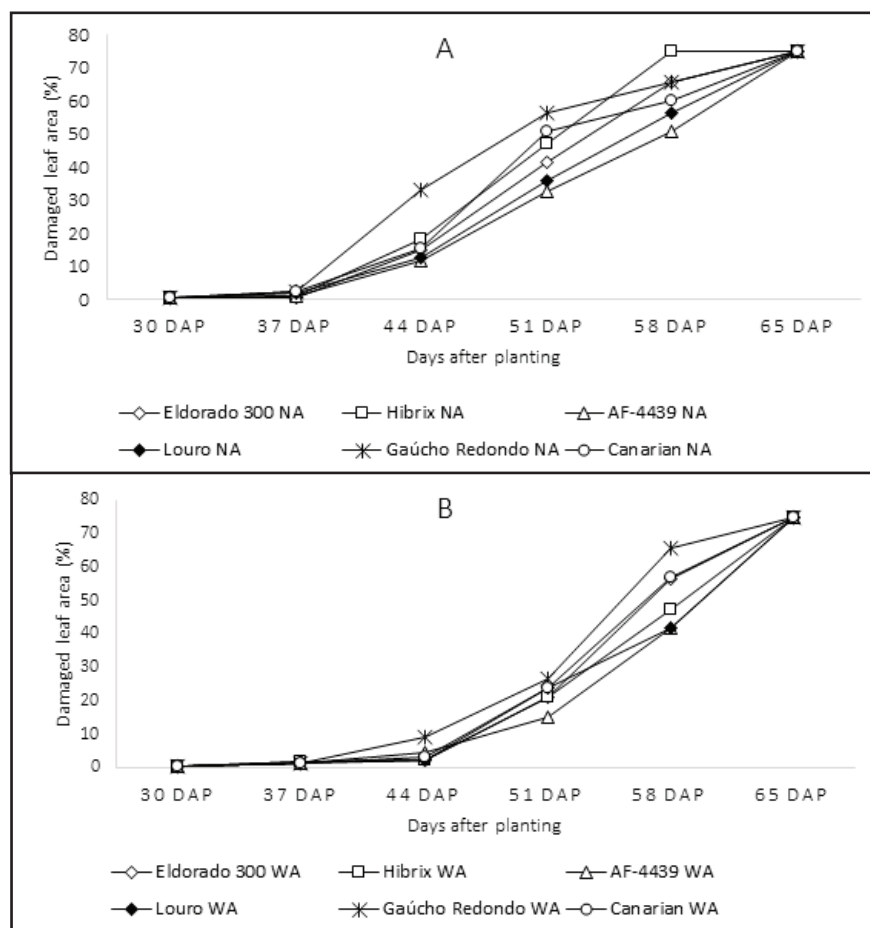 A
Damaged leaf area (%)
80
70
60
50
40
30
20
10
0
30 DAP 37 DAP 44 DAP 51 DAP 58 DAP 65 DAP
Days after planting
Eldorado 300 NA Hibrix NA AF-4439 NA
Louro NA Gaúcho Redondo NA Canarian NA
B
Damaged leaf area (%)
80
70
60
50
40
30
20
10
0
30 DAP 37 DAP 44 DAP 51 DAP 58 DAP 65 DAP
Days after planting
Eldorado 300 WA Hibrix WA AF-4439 WA
Louro WA Gaúcho Redondo WA Canarian WA